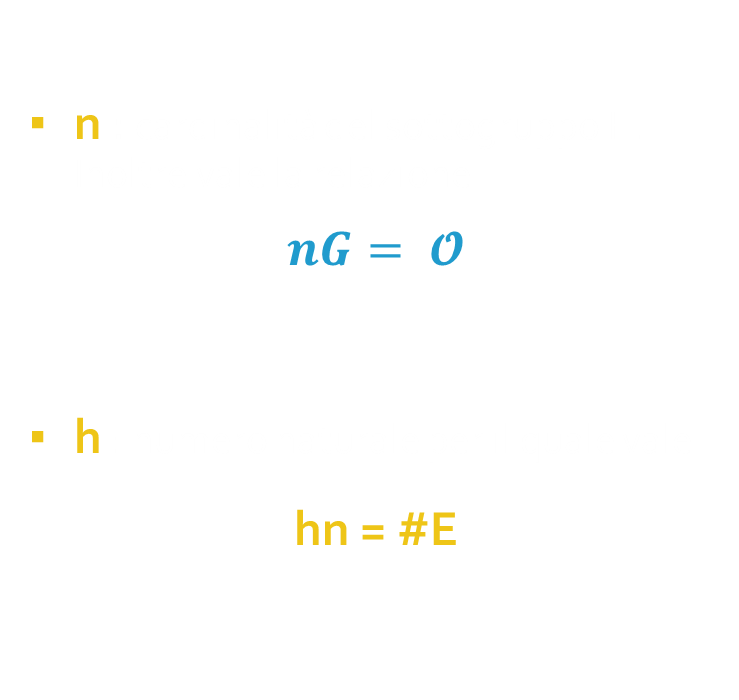 ▪ n
𝒏𝑮 = 𝓞
▪ h
hn = #E